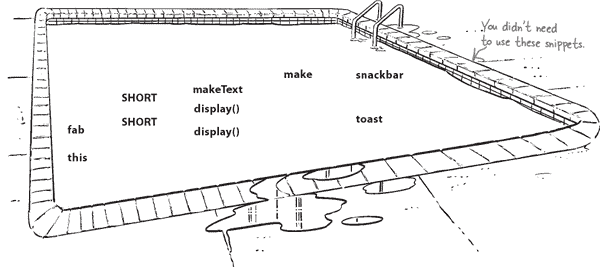 You didn't need
to use these snippets.
make snackbar
makeText
SHORT
display()
SHORT toast
fab display()
this